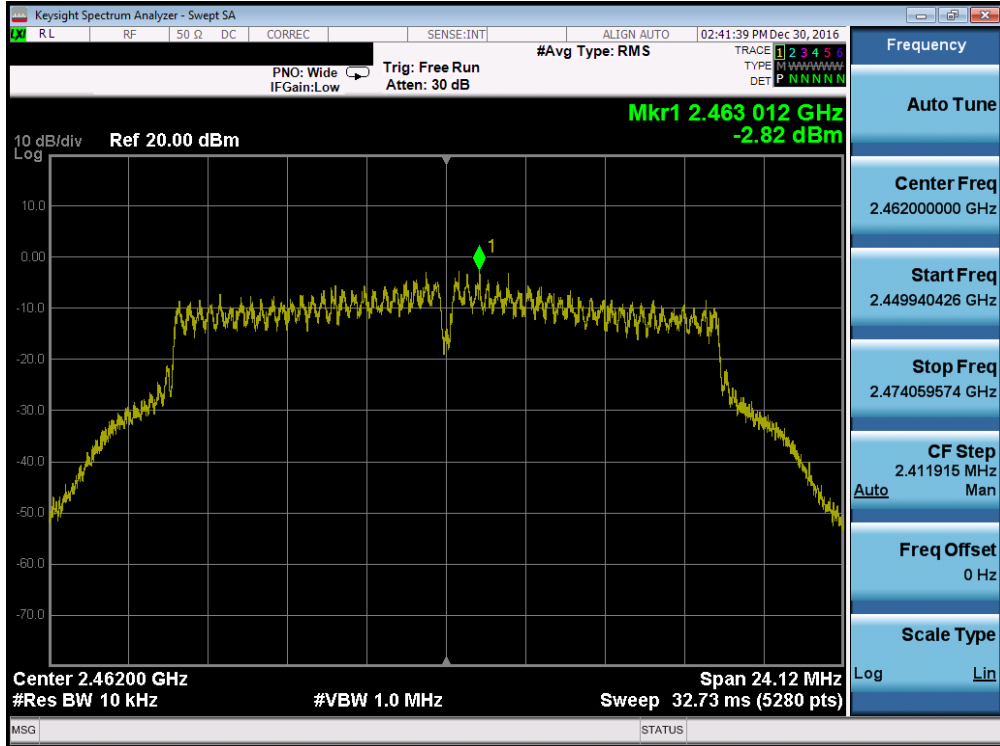 Keysight Spectrum Analyzer - Swept SA
LXI RL RF 50 Ω DC CORREC SENSE:INT ALIGN AUTO 02:41:39 PM Dec 30, 2016
#Avg Type: RMS
TRACE 1 2 3 4 5 6
TYPE M WWWWW
DET P N N N N N
PNO: Wide
IFGain:Low
Trig: Free Run
Atten: 30 dB
Mkr1 2.463 012 GHz
-2.82 dBm
10 dB/div Ref 20.00 dBm
Log
10.0
0.00
-10.0
-20.0
-30.0
-40.0
-50.0
-60.0
-70.0
1
Center 2.46200 GHz
Span 24.12 MHz
#Res BW 10 kHz
#VBW 1.0 MHz
Sweep 32.73 ms (5280 pts)
MSG
STATUS
Frequency
Auto Tune
Center Freq
2.462000000 GHz
Start Freq
2.449940426 GHz
Stop Freq
2.474059574 GHz
CF Step
2.411915 MHz
Auto Man
Freq Offset
0 Hz
Scale Type
Log Lin